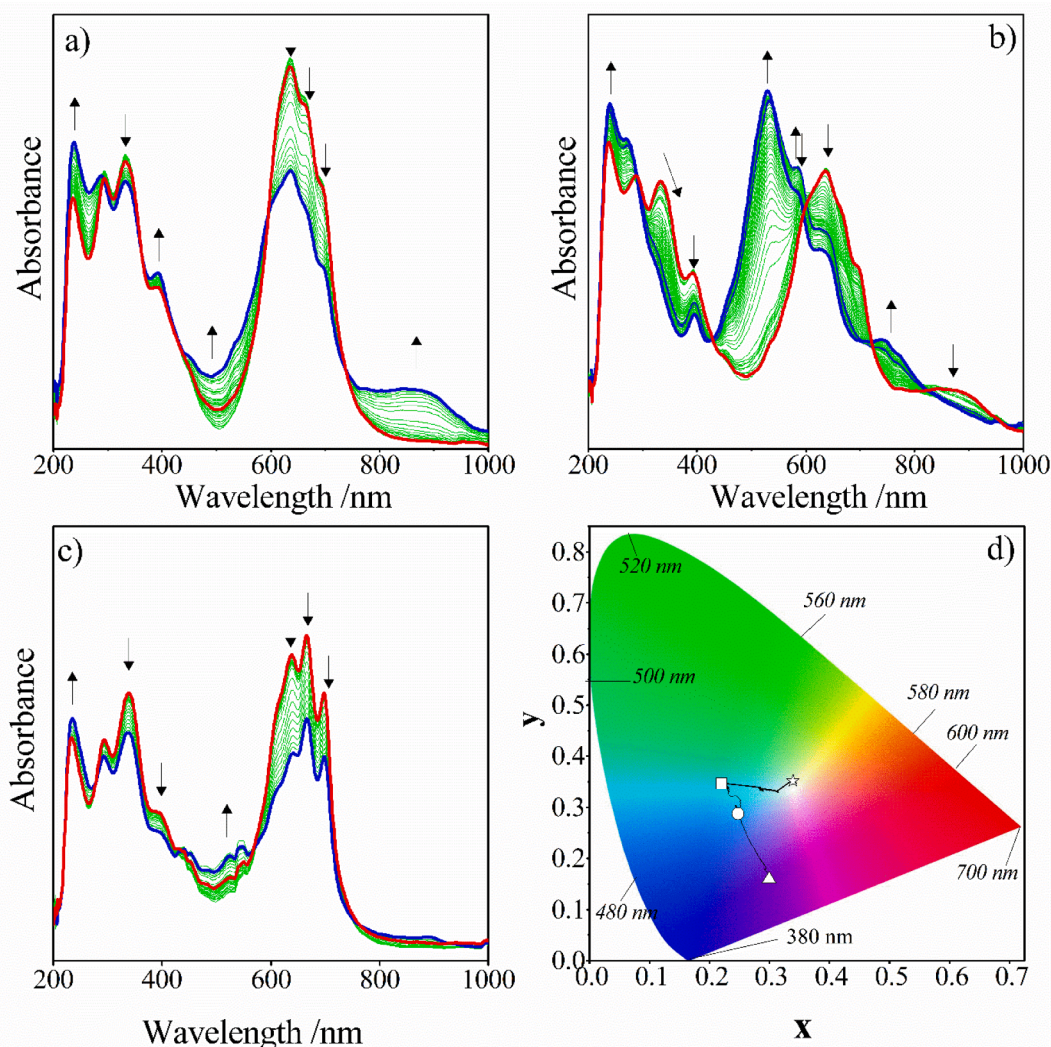 a)
Absorbance
200 400 600 800 1000
Wavelength /nm
b)
Absorbance
200 400 600 800 1000
Wavelength /nm
c)
Absorbance
200 400 600 800 1000
Wavelength /nm
d)
0.8
0.7
0.6
0.5
0.4
0.3
0.2
0.1
0.0
y
520 nm
560 nm
500 nm
580 nm
600 nm
700 nm
480 nm
380 nm
0.0 0.1 0.2 0.3 0.4 0.5 0.6 0.7
x